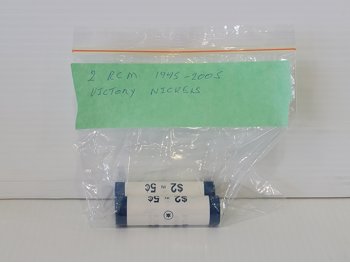 2 RCM 1945-2005
VICTORY NICKELS
$2 IN 5¢
$2 IN 5¢